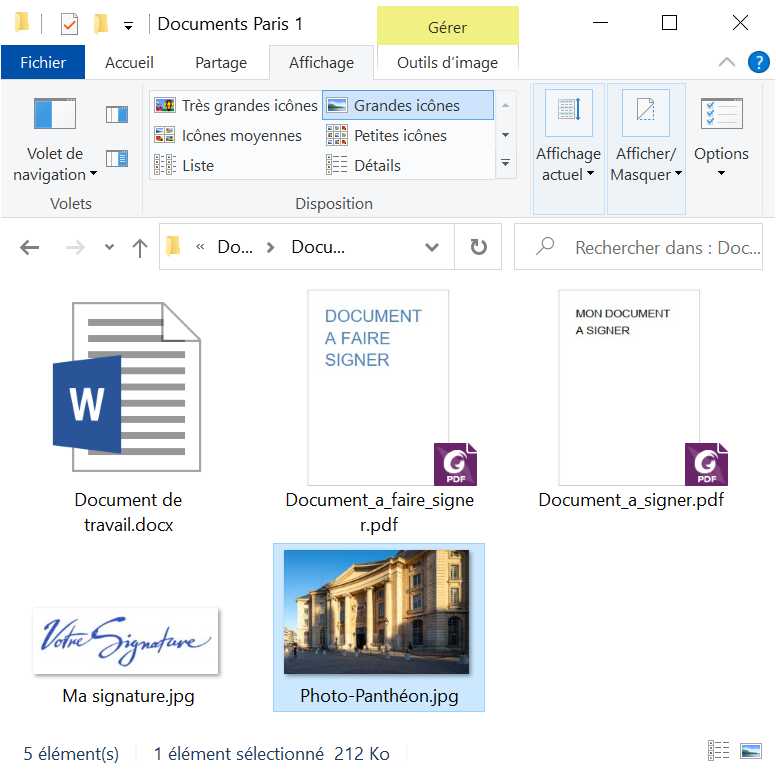 Documents Paris 1
Gérer
Fichier
Accueil
Partage
Affichage
Outils d'image
?
Volet de
navigation
Volets
Très grandes icônes
Grandes icônes
Icônes moyennes
Petites icônes
Liste
Détails
Disposition
Affichage
actuel
Afficher/
Masquer
Options
« Do... > Docu...
Rechercher dans : Doc...
W
Document de
travail.docx
DOCUMENT
A FAIRE
SIGNER
PDF
Document_a_faire_signe
r.pdf
MON DOCUMENT
A SIGNER
PDF
Document_a_signer.pdf
Votre Signature
Ma signature.jpg
Photo-Panthéon.jpg
5 élément(s)
1 élément sélectionné 212 Ko